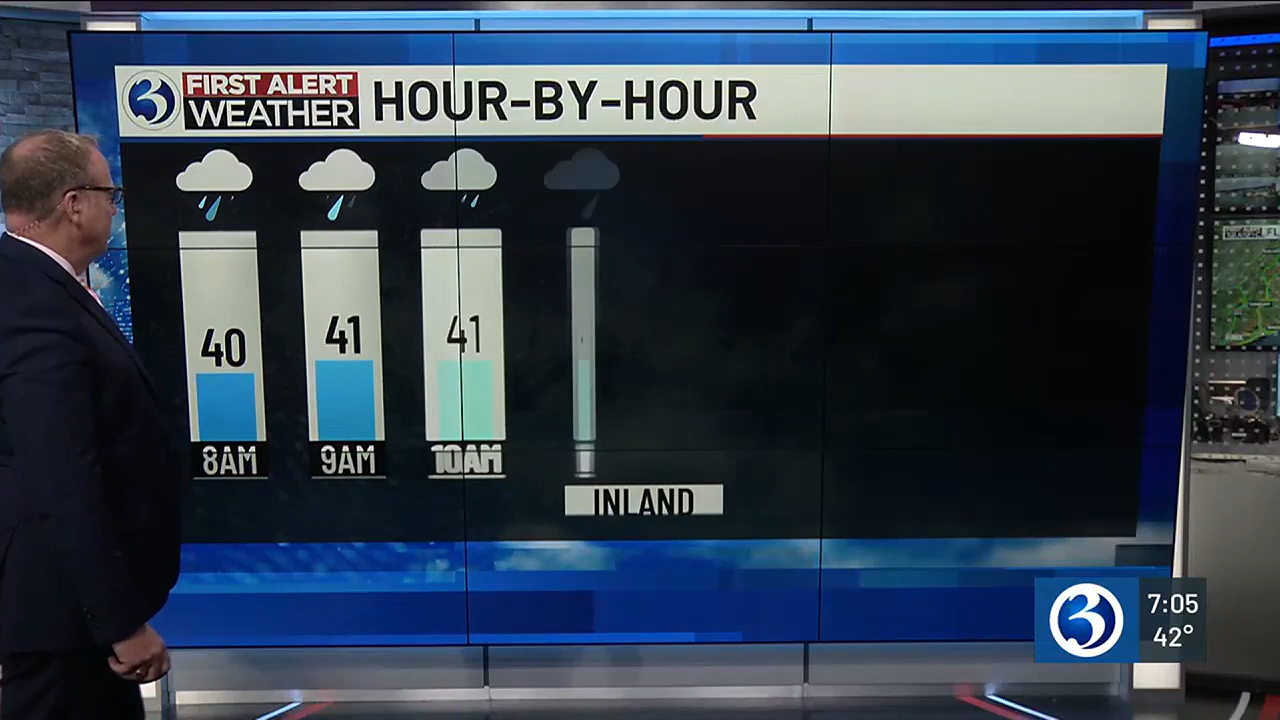 3 FIRST ALERT WEATHER HOUR-BY-HOUR
40 41 41
8AM 9AM 10AM
INLAND
3 7:05
42°